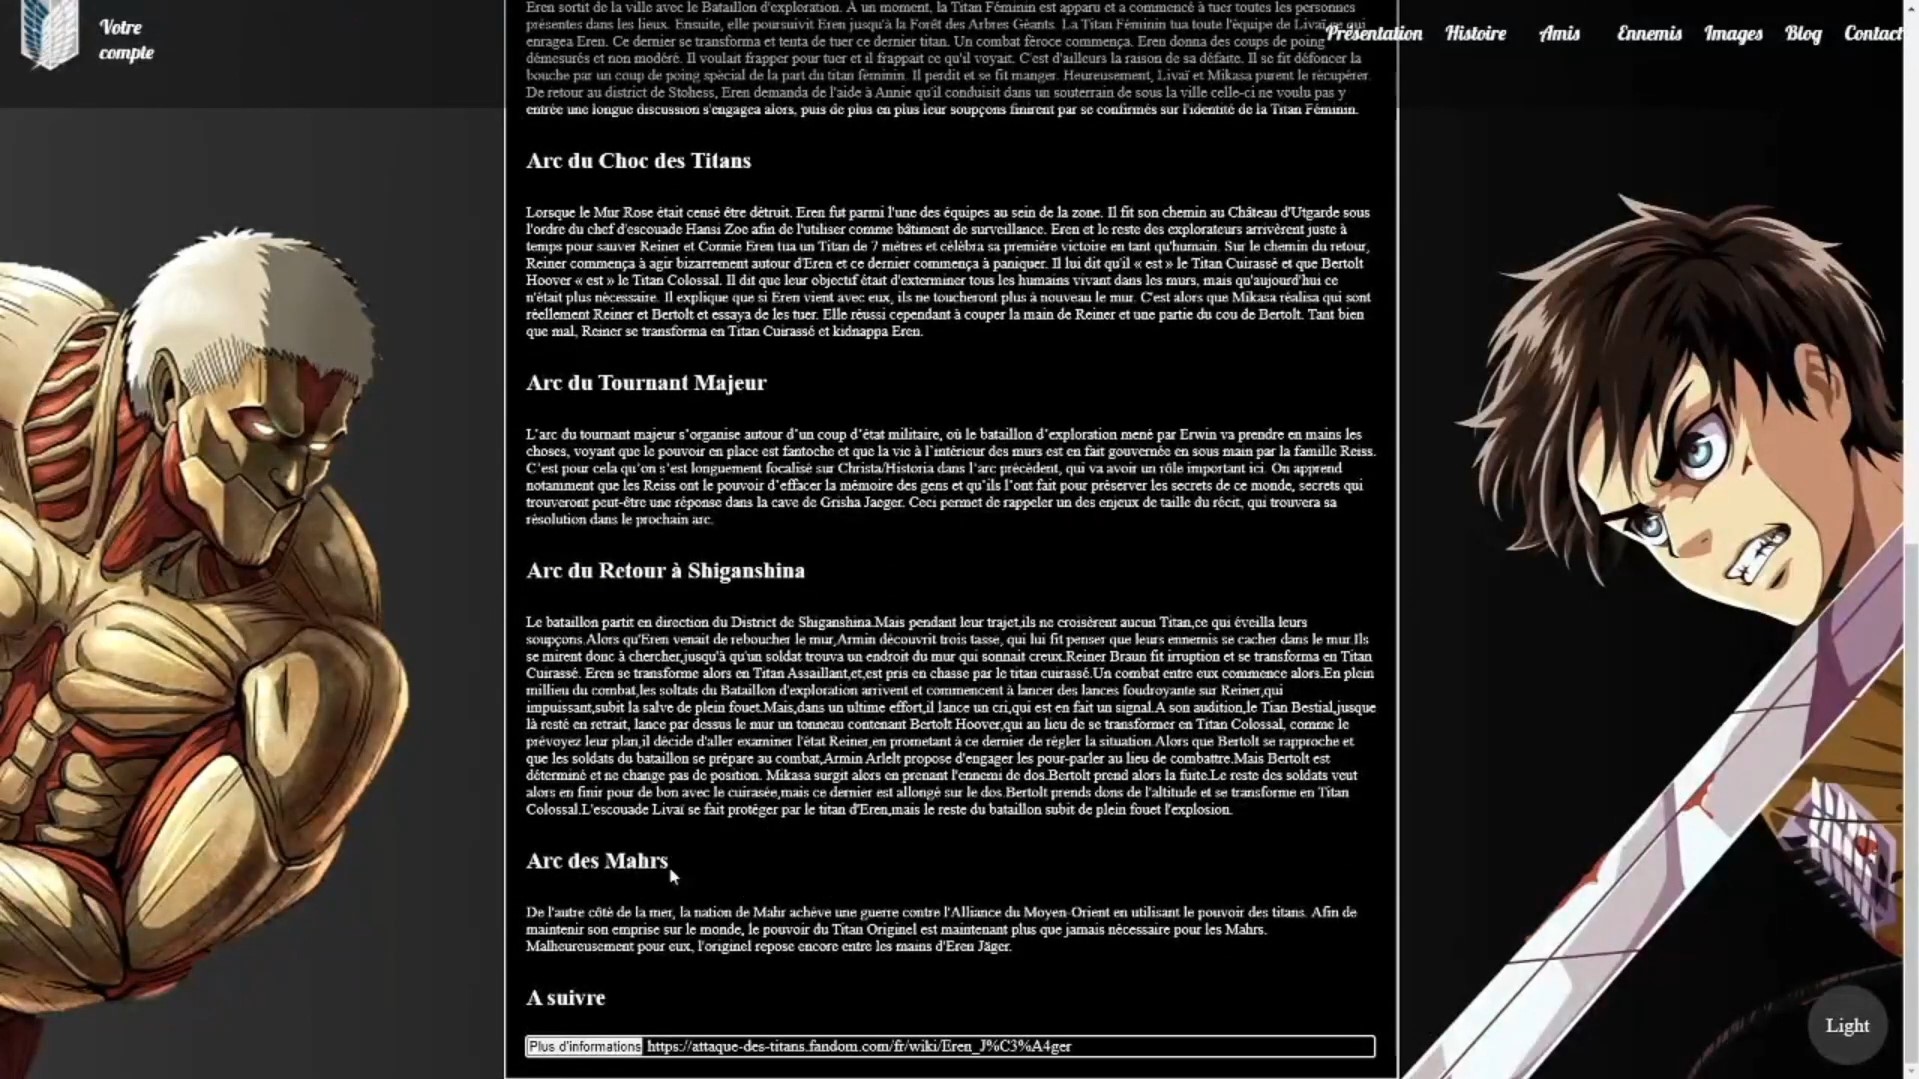 Votre
compte
Présentation Histoire Amis Ennemis Images Blog Contact
Eren sortit de la ville avec le Bataillon d'exploration. À un moment, la Titan Féminin est apparu et a commencé à tuer toutes les personnes
présentes dans les lieux. Ensuite, elle poursuivit Eren jusqu'à la Forêt des Arbres Géants. La Titan Féminin tua toute l'équipe de Livaï, ce qui
enragea Eren. Ce dernier se transforma et tenta de tuer ce dernier titan. Un combat féroce commença. Eren donna des coups de poing
démesurés et non modéré. Il voulait frapper pour tuer et il frappait ce qu'il voyait. C'est d'ailleurs la raison de sa défaite. Il se fit défoncer la
bouche par un coup de poing spécial de la part du titan féminin. Il perdit et se fit manger. Heureusement, Livaï et Mikasa purent le récupérer.
De retour au district de Stohess, Eren demanda de l'aide à Annie qu'il conduisit dans un souterrain de sous la ville celle-ci ne voulu pas y
entrée une longue discussion s'engagea alors, puis de plus en plus leur soupçons finirent par se confirmés sur l'identité de la Titan Féminin.
Arc du Choc des Titans
Lorsque le Mur Rose était censé être détruit. Eren fut parmi l'une des équipes au sein de la zone. Il fit son chemin au Château d'Utgarde sous
l'ordre du chef d'escouade Hansi Zoe afin de l'utiliser comme bâtiment de surveillance. Eren et le reste des explorateurs arrivèrent juste à
temps pour sauver Reiner et Connie Eren tua un Titan de 7 mètres et célébra sa première victoire en tant qu'humain. Sur le chemin du retour,
Reiner commença à agir bizarrement autour d'Eren et ce dernier commença à paniquer. Il lui dit qu'il « est » le Titan Cuirassé et que Bertolt
Hoover « est » le Titan Colossal. Il dit que leur objectif était d'exterminer tous les humains vivant dans les murs, mais qu'aujourd'hui ce
n'était plus nécessaire. Il explique que si Eren vient avec eux, ils ne toucheront plus à nouveau le mur. C'est alors que Mikasa réalisa qui sont
réellement Reiner et Bertolt et essaya de les tuer. Elle réussi cependant à couper la main de Reiner et une partie du cou de Bertolt. Tant bien
que mal, Reiner se transforma en Titan Cuirassé et kidnappa Eren.
Arc du Tournant Majeur
L'arc du tournant majeur s'organise autour d'un coup d'état militaire, où le bataillon d'exploration mené par Erwin va prendre en mains les
choses, voyant que le pouvoir en place est fantoche et que la vie à l'intérieur des murs est en fait gouvernée en sous main par la famille Reiss.
C'est pour cela qu'on s'est longuement focalisé sur Christa/Historia dans l'arc précédent, qui va avoir un rôle important ici. On apprend
notamment que les Reiss ont le pouvoir d'effacer la mémoire des gens et qu'ils l'ont fait pour préserver les secrets de ce monde, secrets qui
trouveront peut-être une réponse dans la cave de Grisha Jaeger. Ceci permet de rappeler un des enjeux de taille du récit, qui trouvera sa
résolution dans le prochain arc.
Arc du Retour à Shiganshina
Le bataillon partit en direction du District de Shiganshina.Mais pendant leur trajet,ils ne croisèrent aucun Titan,ce qui éveilla leurs
soupçons.Alors qu'Eren venait de reboucher le mur,Armin découvrit trois tasse, qui lui fit penser que leurs ennemis se cacher dans le mur.Ils
se mirent donc à chercher,jusqu'à qu'un soldat trouva un endroit du mur qui sonnait creux.Reiner Braun fit irruption et se transforma en Titan
Cuirassé. Eren se transforme alors en Titan Assaillant,et,est pris en chasse par le titan cuirassé.Un combat entre eux commence alors.En plein
millieu du combat,les soltats du Bataillon d'exploration arrivent et commencent à lancer des lances foudroyante sur Reiner,qui
impuissant,subit la salve de plein fouet.Mais,dans un ultime effort,il lance un cri,qui est en fait un signal.A son audition,le Tian Bestial,jusque
là resté en retrait, lance par dessus le mur un tonneau contenant Bertolt Hoover,qui au lieu de se transformer en Titan Colossal, comme le
prévoyez leur plan,il décide d'aller examiner l'état Reiner,en prometant à ce dernier de régler la situation.Alors que Bertolt se rapproche et
que les soldats du bataillon se prépare au combat,Armin Arlelt propose d'engager les pour-parler au lieu de combattre.Mais Bertolt est
déterminé et ne change pas de position. Mikasa surgit alors en prenant l'ennemi de dos.Bertolt prend alors la fuite.Le reste des soldats veut
alors en finir pour de bon avec le cuirasée,mais ce dernier est allongé sur le dos.Bertolt prends dons de l'altitude et se transforme en Titan
Colossal.L'escouade Livaï se fait protéger par le titan d'Eren,mais le reste du bataillon subit de plein fouet l'explosion.
Arc des Mahrs
De l'autre côté de la mer, la nation de Mahr achève une guerre contre l'Alliance du Moyen-Orient en utilisant le pouvoir des titans. Afin de
maintenir son emprise sur le monde, le pouvoir du Titan Originel est maintenant plus que jamais nécessaire pour les Mahrs.
Malheureusement pour eux, l'originel repose encore entre les mains d'Eren Jäger.
A suivre
Plus d'informations https://attaque-des-titans.fandom.com/fr/wiki/Eren_J%C3%A4ger
Light